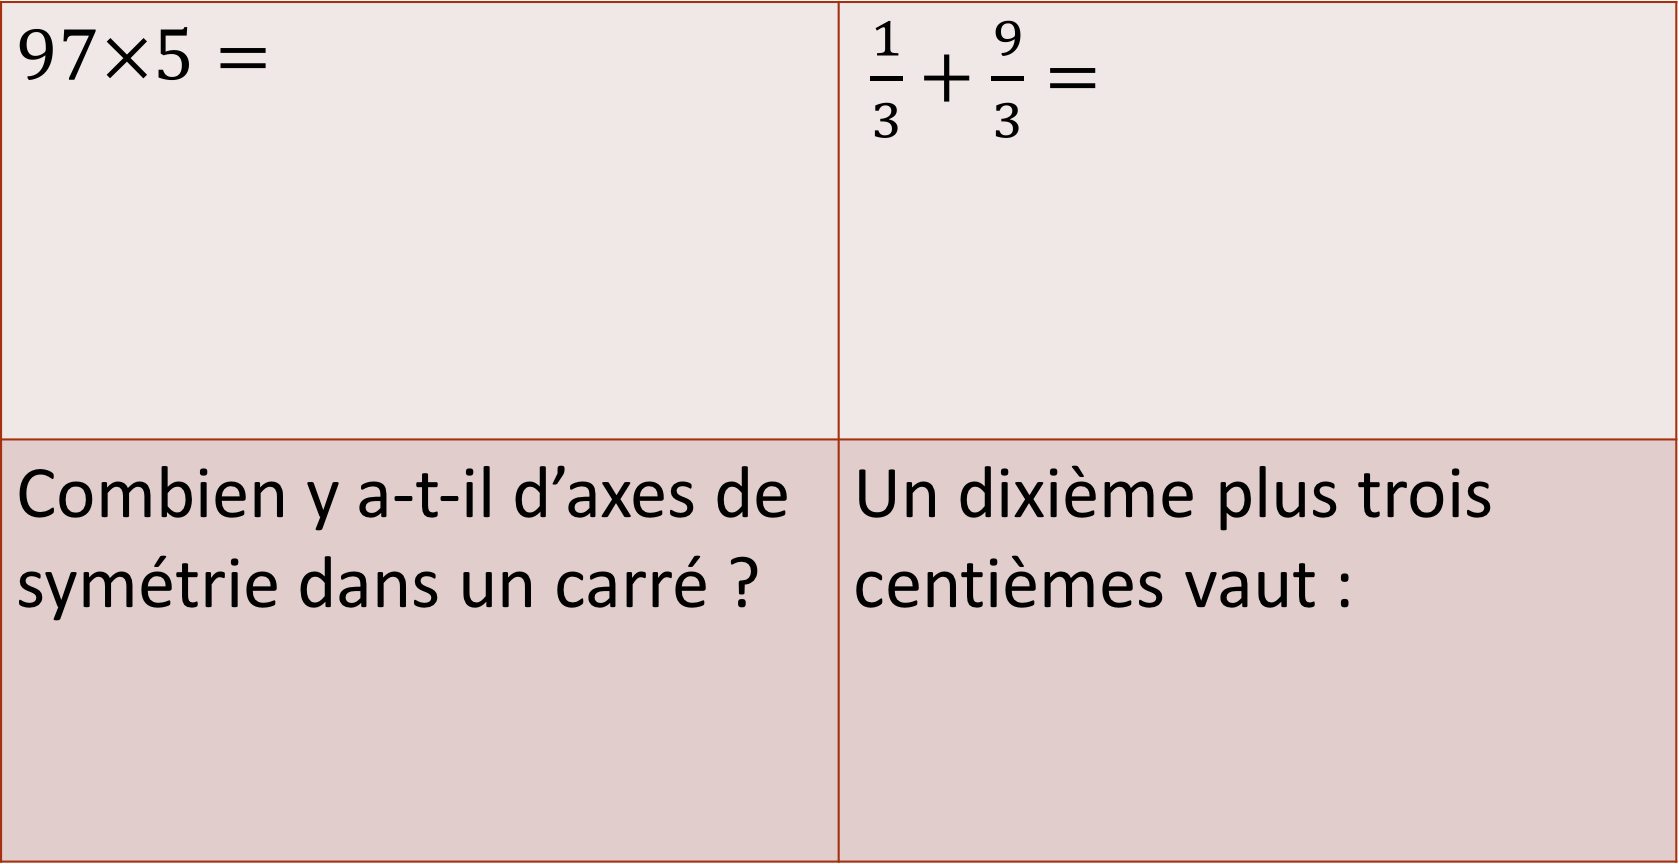 97×5 =
1/3 + 9/3 =
Combien y a-t-il d’axes de
symétrie dans un carré ?
Un dixième plus trois
centièmes vaut :